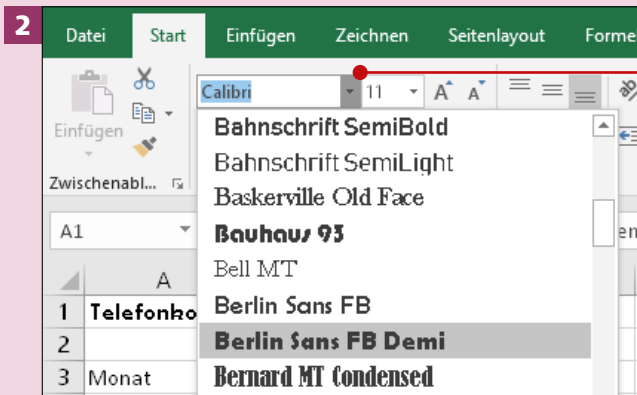 2
Datei Start Einfügen Zeichnen Seitenlayout Forme
Calibri 11 A A
Einfügen
Zwischenabl...
Bahnschrift SemiBold
Bahnschrift SemiLight
Baskerville Old Face
Bauhaus 93
Bell MT
Berlin Sans FB
Berlin Sans FB Demi
Bernard MT Condensed
A1
en
A
1 Telefonko
2
3 Monat